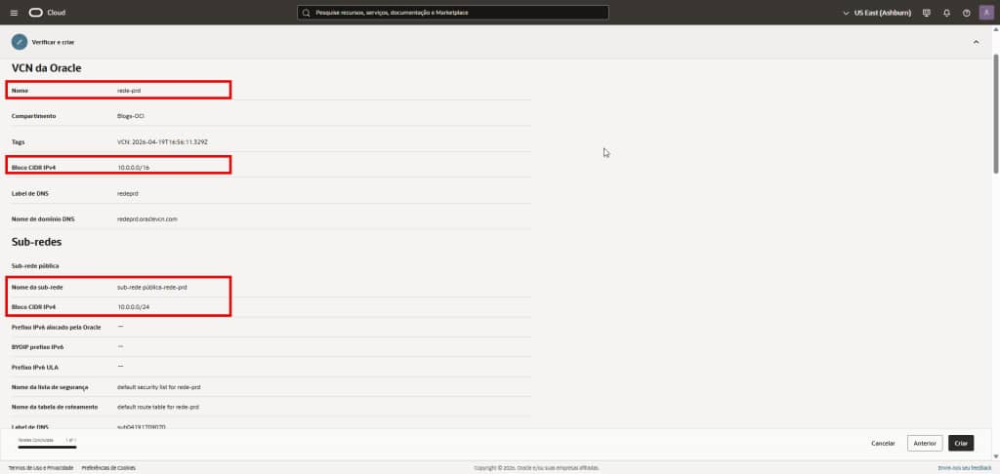 Cloud
Pesquise recursos, serviços, documentação e Marketplace
US East (Ashburn)
A
Verificar e criar
VCN da Oracle
Nome rede-prd
Compartimento Blogs-OCI
Tags VCN: 2026-04-19T16:56:11.329Z
Bloco CIDR IPv4 10.0.0.0/16
Label de DNS redeprd
Nome de domínio DNS redeprd.oraclevcn.com
Sub-redes
Sub-rede pública
Nome da sub-rede sub-rede pública-rede-prd
Bloco CIDR IPv4 10.0.0.0/24
Prefixo IPv6 alocado pela Oracle —
BYOIP prefixo IPv6 —
Prefixo IPv6 ULA —
Nome da lista de segurança default security list for rede-prd
Nome da tabela de roteamento default route table for rede-prd
Label de DNS sub04191709020
1 of 1
Cancelar Anterior Criar
Termos de Uso e Privacidade Preferências de Cookies Copyright © 2026, Oracle e/ou suas empresas afiliadas. Envie-nos seu feedback